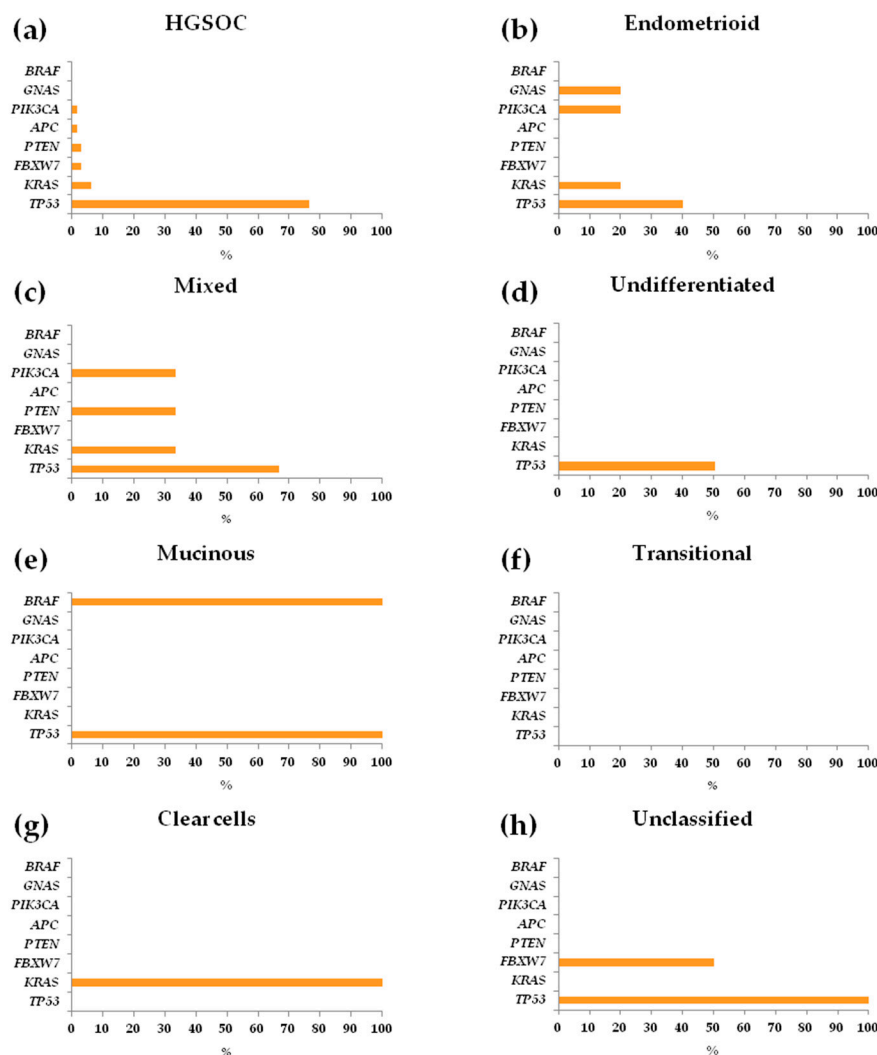 (a) HGSOC
BRAF
GNAS
PIK3CA
APC
PTEN
FBXW7
KRAS
TP53
0 10 20 30 40 50 60 70 80 90 100
%
(b) Endometrioid
BRAF
GNAS
PIK3CA
APC
PTEN
FBXW7
KRAS
TP53
0 10 20 30 40 50 60 70 80 90 100
%
(c) Mixed
BRAF
GNAS
PIK3CA
APC
PTEN
FBXW7
KRAS
TP53
0 10 20 30 40 50 60 70 80 90 100
%
(d) Undifferentiated
BRAF
GNAS
PIK3CA
APC
PTEN
FBXW7
KRAS
TP53
0 10 20 30 40 50 60 70 80 90 100
%
(e) Mucinous
BRAF
GNAS
PIK3CA
APC
PTEN
FBXW7
KRAS
TP53
0 10 20 30 40 50 60 70 80 90 100
%
(f) Transitional
BRAF
GNAS
PIK3CA
APC
PTEN
FBXW7
KRAS
TP53
0 10 20 30 40 50 60 70 80 90 100
%
(g) Clear cells
BRAF
GNAS
PIK3CA
APC
PTEN
FBXW7
KRAS
TP53
0 10 20 30 40 50 60 70 80 90 100
%
(h) Unclassified
BRAF
GNAS
PIK3CA
APC
PTEN
FBXW7
KRAS
TP53
0 10 20 30 40 50 60 70 80 90 100
%